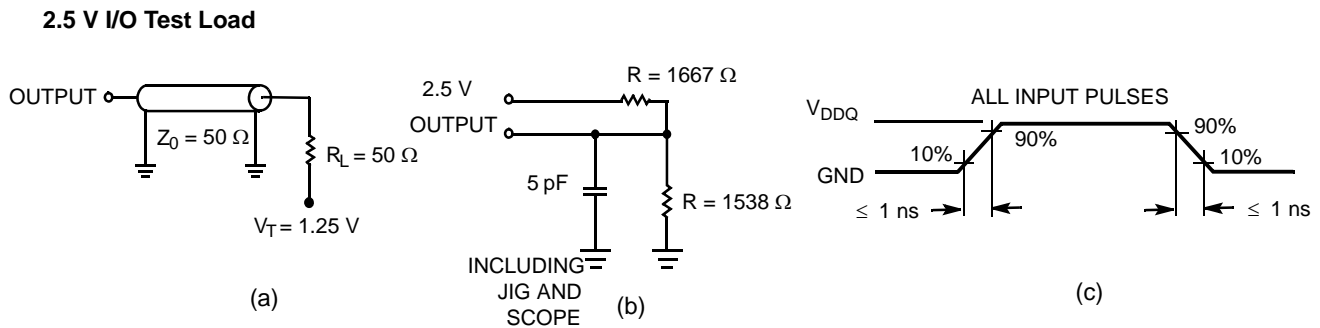 2.5 V I/O Test Load
OUTPUT
Z0 = 50 Ω
RL = 50 Ω
VT = 1.25 V
(a)
2.5 V
OUTPUT
R = 1667 Ω
5 pF
R = 1538 Ω
INCLUDING
JIG AND
SCOPE
(b)
ALL INPUT PULSES
VDDQ
GND
10%
90%
90%
10%
≤ 1 ns
≤ 1 ns
(c)